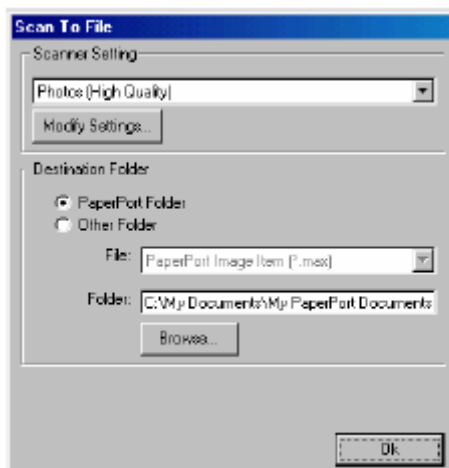 Scan To File
Scanner Setting
Photos (High Quality)
Modify Settings...
Destination Folder
PaperPort Folder
Other Folder
File: PaperPort Image Item (*.max)
Folder: C:\My Documents\My PaperPort Documents
Browse...
Ok